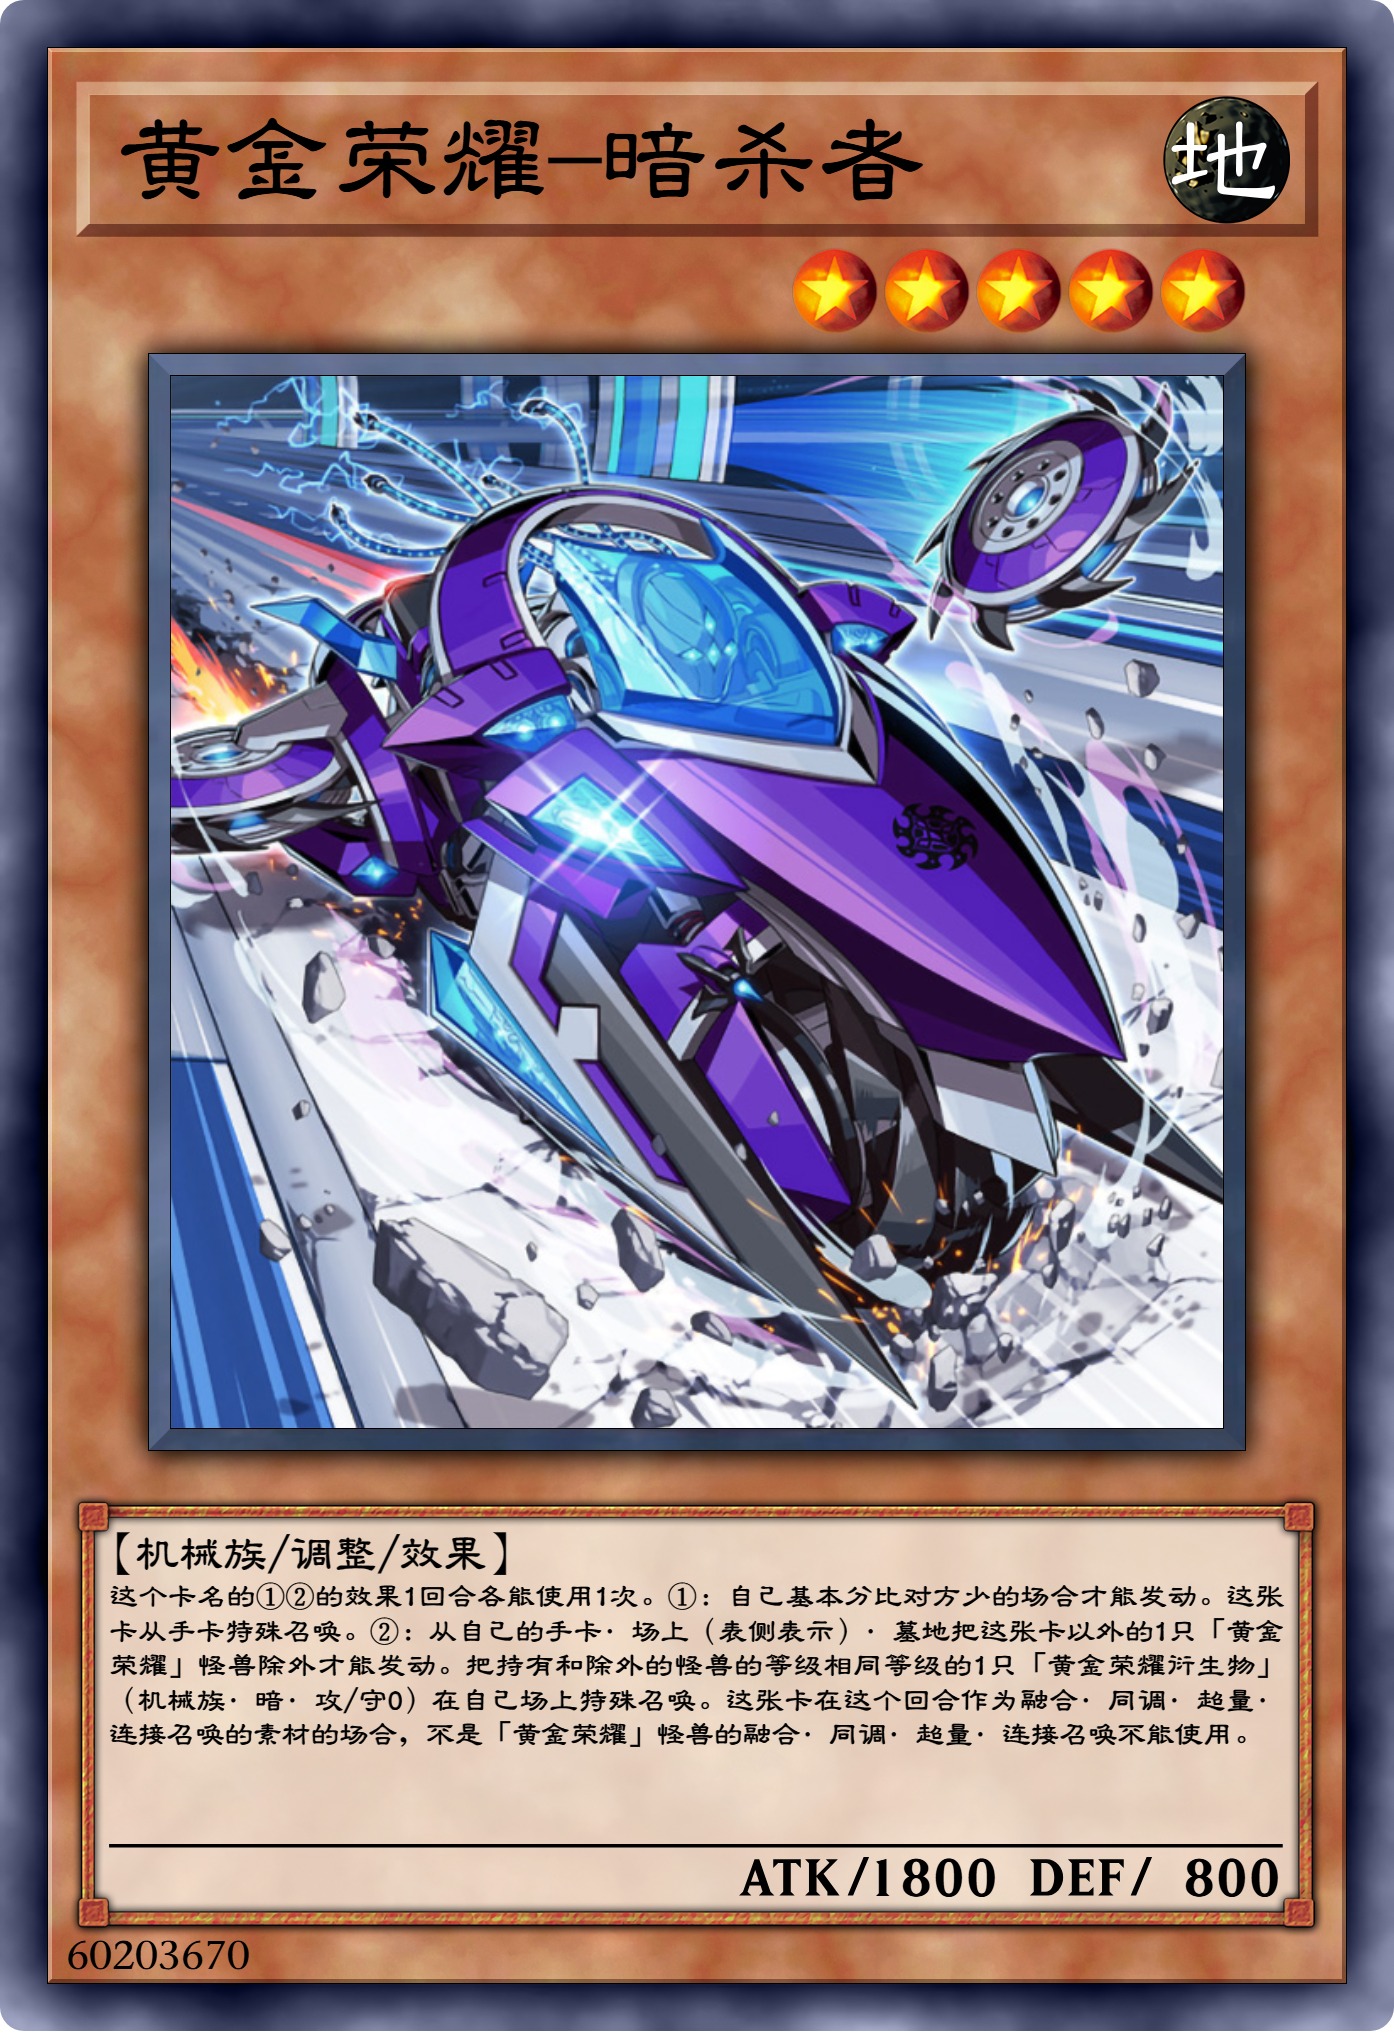 黄金荣耀-暗杀者
地
【机械族/调整/效果】
这个卡名的①②的效果1回合各能使用1次。①：自己基本分比对方少的场合才能发动。这张
卡从手卡特殊召唤。②：从自己的手卡·场上（表侧表示）·墓地把这张卡以外的1只「黄金
荣耀」怪兽除外才能发动。把持有和除外的怪兽的等级相同等级的1只「黄金荣耀衍生物」
（机械族·暗·攻/守0）在自己场上特殊召唤。这张卡在这个回合作为融合·同调·超量·
连接召唤的素材的场合，不是「黄金荣耀」怪兽的融合·同调·超量·连接召唤不能使用。
ATK/1800 DEF/ 800
60203670